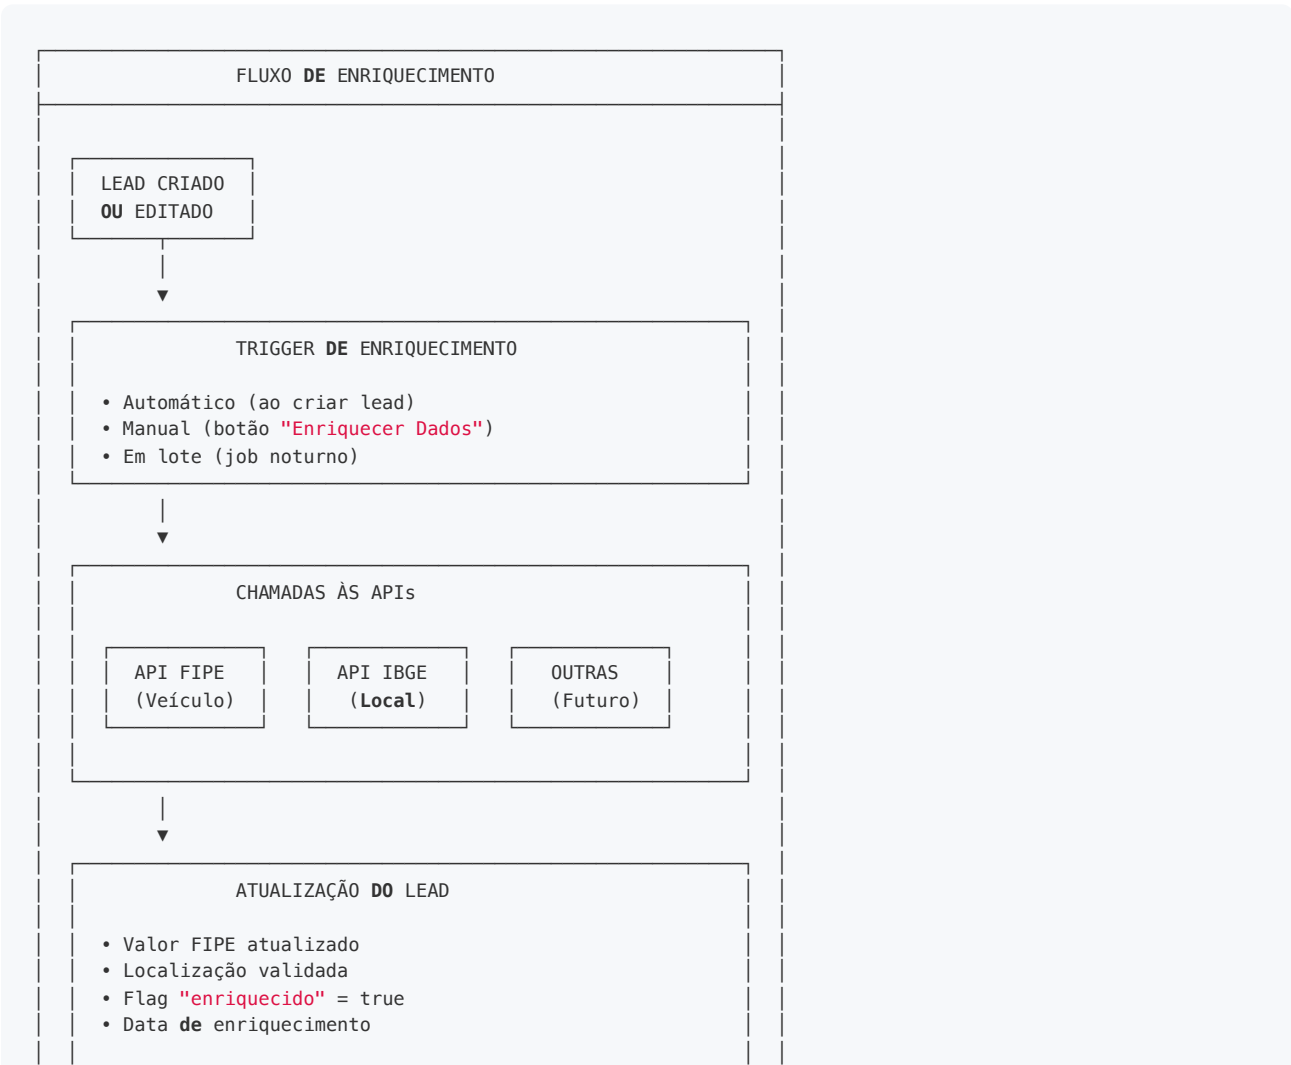 FLUXO DE ENRIQUECIMENTO
LEAD CRIADO
OU EDITADO
TRIGGER DE ENRIQUECIMENTO
• Automático (ao criar lead)
• Manual (botão "Enriquecer Dados")
• Em lote (job noturno)
CHAMADAS ÀS APIs
API FIPE API IBGE OUTRAS
(Veículo) (Local) (Futuro)
ATUALIZAÇÃO DO LEAD
• Valor FIPE atualizado
• Localização validada
• Flag "enriquecido" = true
• Data de enriquecimento